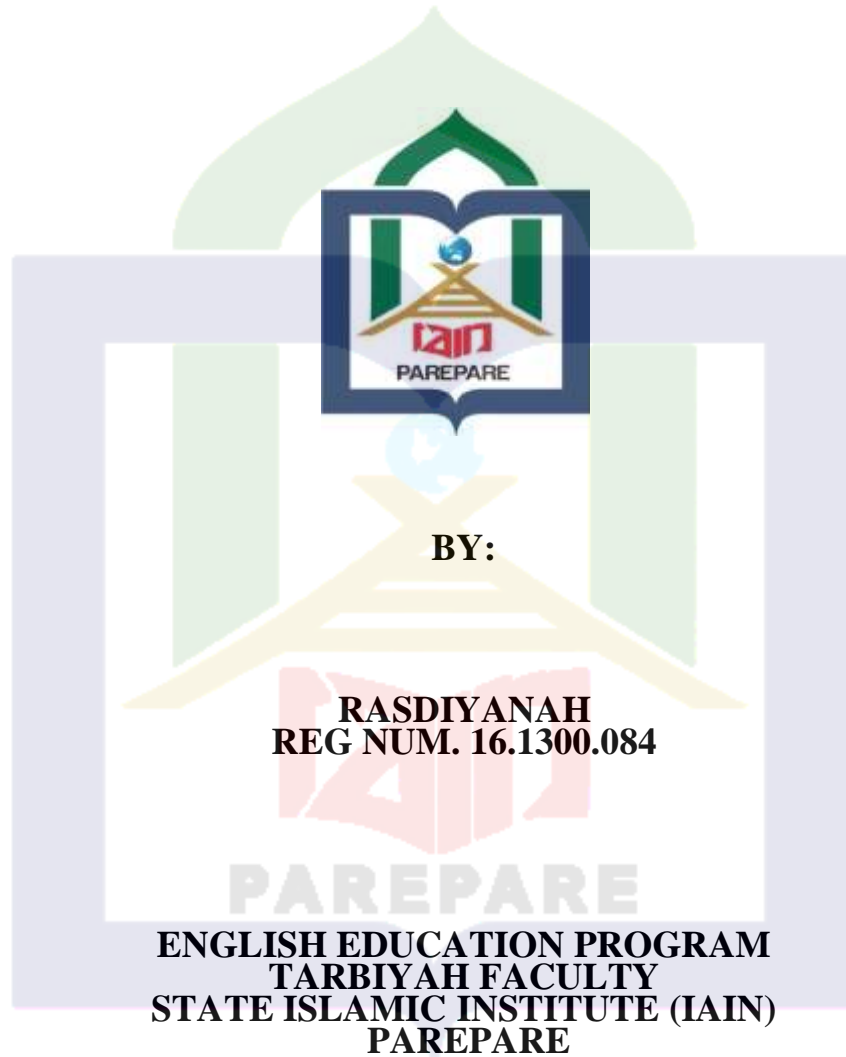 IAIN
PAREPARE
BY:
RASDIYANAH
REG NUM. 16.1300.084
IAIN
PAREPARE
ENGLISH EDUCATION PROGRAM
TARBIYAH FACULTY
STATE ISLAMIC INSTITUTE (IAIN)
PAREPARE